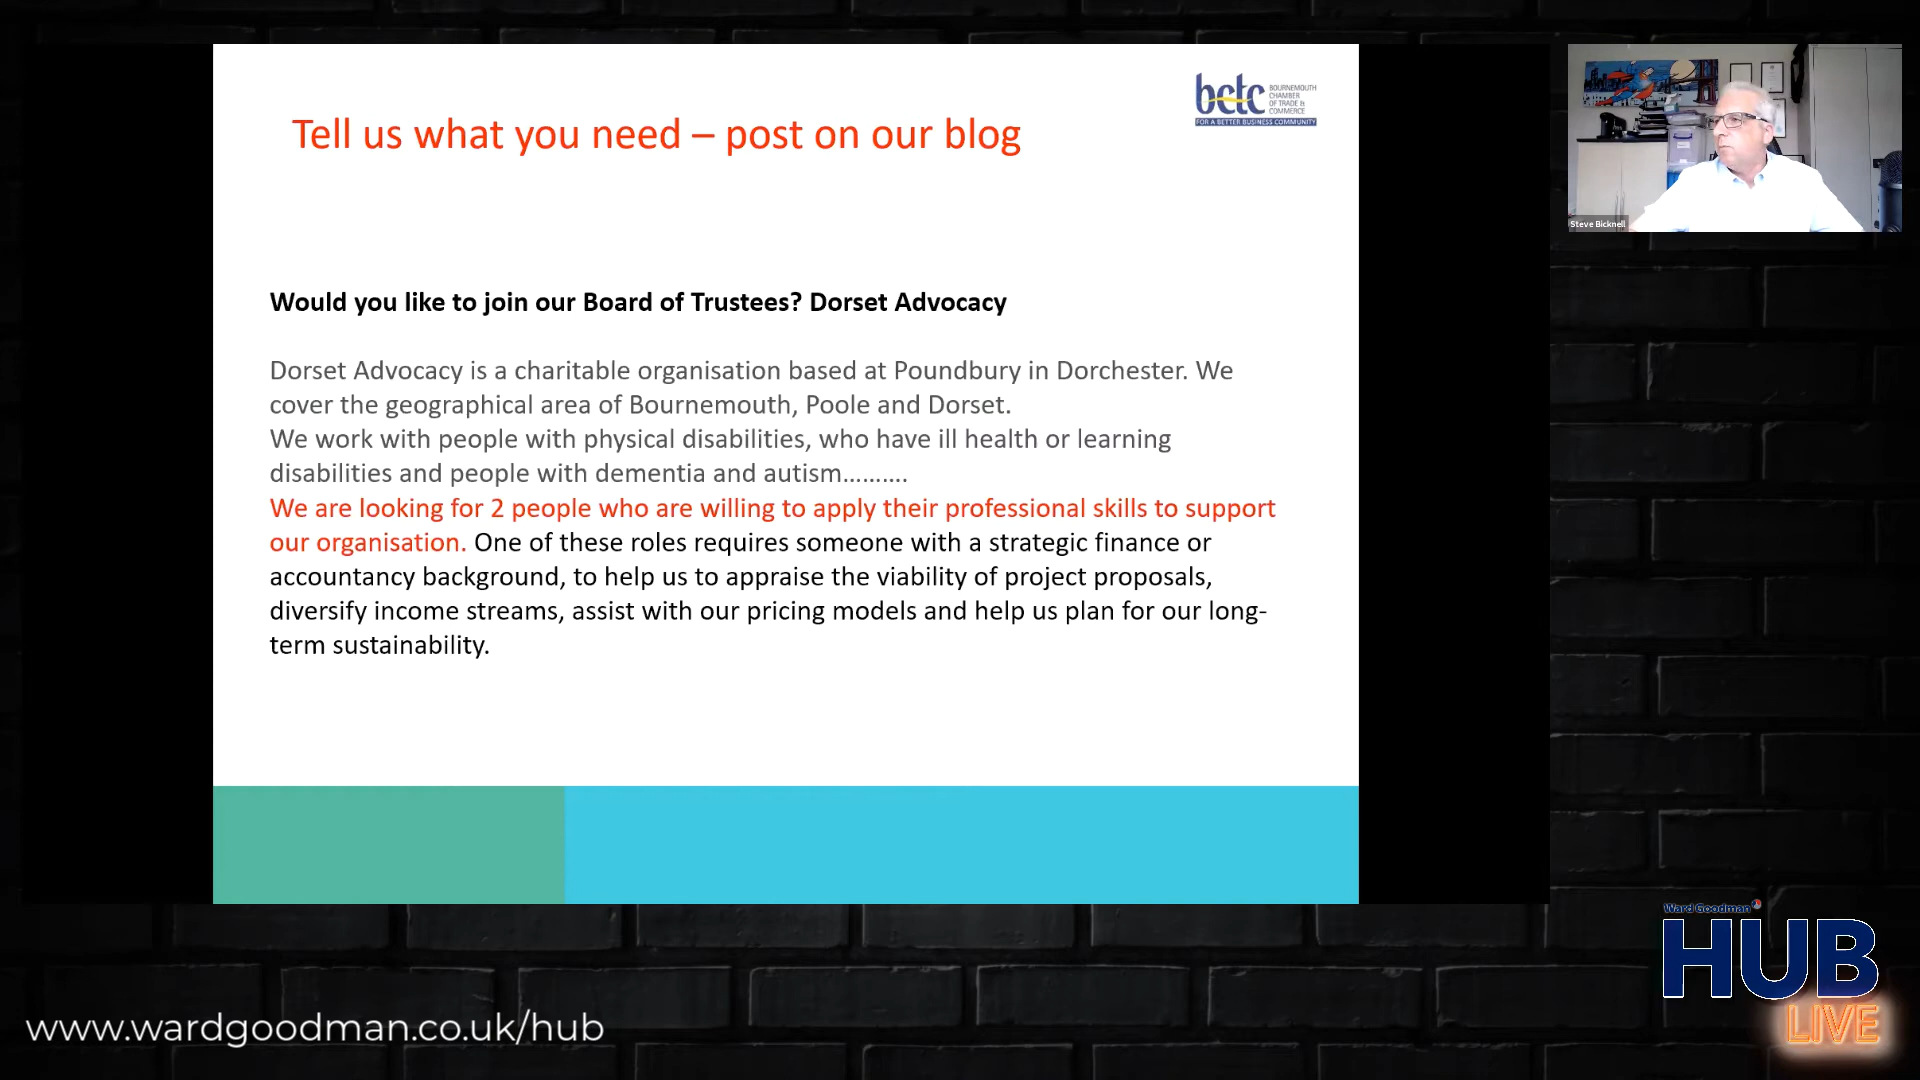 Tell us what you need – post on our blog
bctc
BOURNEMOUTH
CHAMBER
OF TRADE &
COMMERCE
FOR A BETTER BUSINESS COMMUNITY
Steve Bicknell
Would you like to join our Board of Trustees? Dorset Advocacy
Dorset Advocacy is a charitable organisation based at Poundbury in Dorchester. We
cover the geographical area of Bournemouth, Poole and Dorset.
We work with people with physical disabilities, who have ill health or learning
disabilities and people with dementia and autism……….
We are looking for 2 people who are willing to apply their professional skills to support
our organisation. One of these roles requires someone with a strategic finance or
accountancy background, to help us to appraise the viability of project proposals,
diversify income streams, assist with our pricing models and help us plan for our long-
term sustainability.
Ward Goodman
HUB
LIVE
www.wardgoodman.co.uk/hub